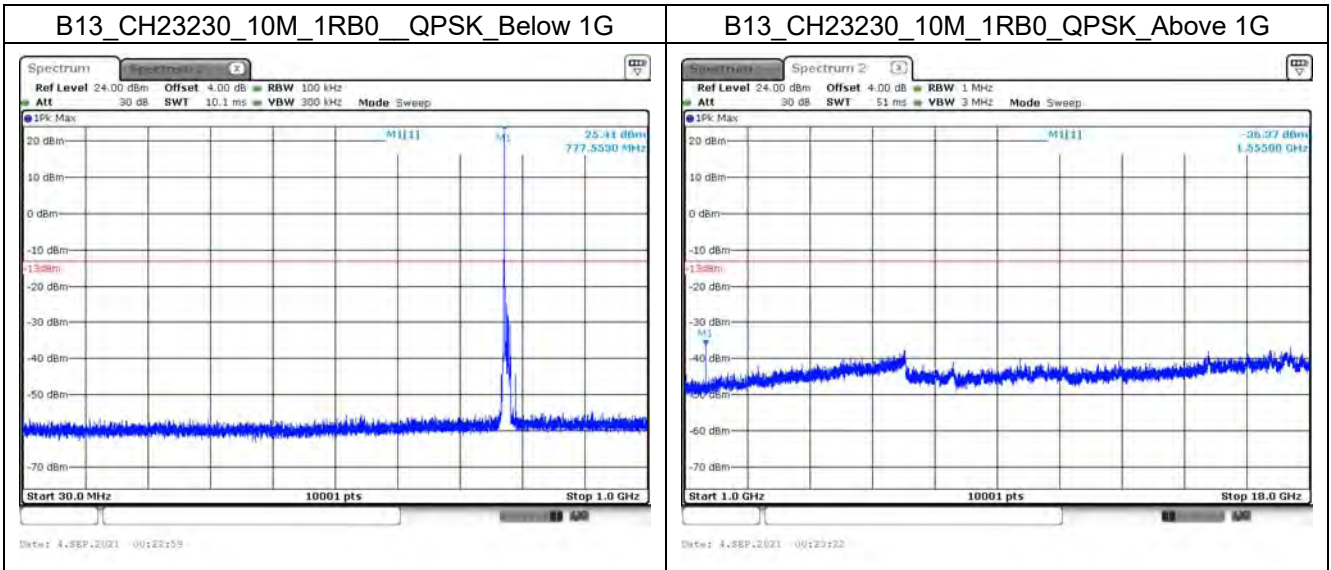 B13_CH23230_10M_1RB0__QPSK_Below 1G
Spectrum
Spectrum 2
Ref Level 24.00 dBm Offset 4.00 dB RBW 100 kHz
Att 30 dB SWT 10.1 ms VBW 300 kHz Mode Sweep
1Pk Max
M1[1] 25.41 dBm
777.5530 MHz
M1
20 dBm
10 dBm
0 dBm
-10 dBm
-13dBm
-20 dBm
-30 dBm
-40 dBm
-50 dBm
-60 dBm
-70 dBm
Start 30.0 MHz 10001 pts Stop 1.0 GHz
Date: 4.SEP.2021 00:22:59
B13_CH23230_10M_1RB0_QPSK_Above 1G
Spectrum
Spectrum 2
Ref Level 24.00 dBm Offset 4.00 dB RBW 1 MHz
Att 30 dB SWT 51 ms VBW 3 MHz Mode Sweep
1Pk Max
M1[1] -36.37 dBm
1.55500 GHz
20 dBm
10 dBm
0 dBm
-10 dBm
-13dBm
-20 dBm
-30 dBm
M1
-40 dBm
-50 dBm
-60 dBm
-70 dBm
Start 1.0 GHz 10001 pts Stop 18.0 GHz
Date: 4.SEP.2021 00:23:22